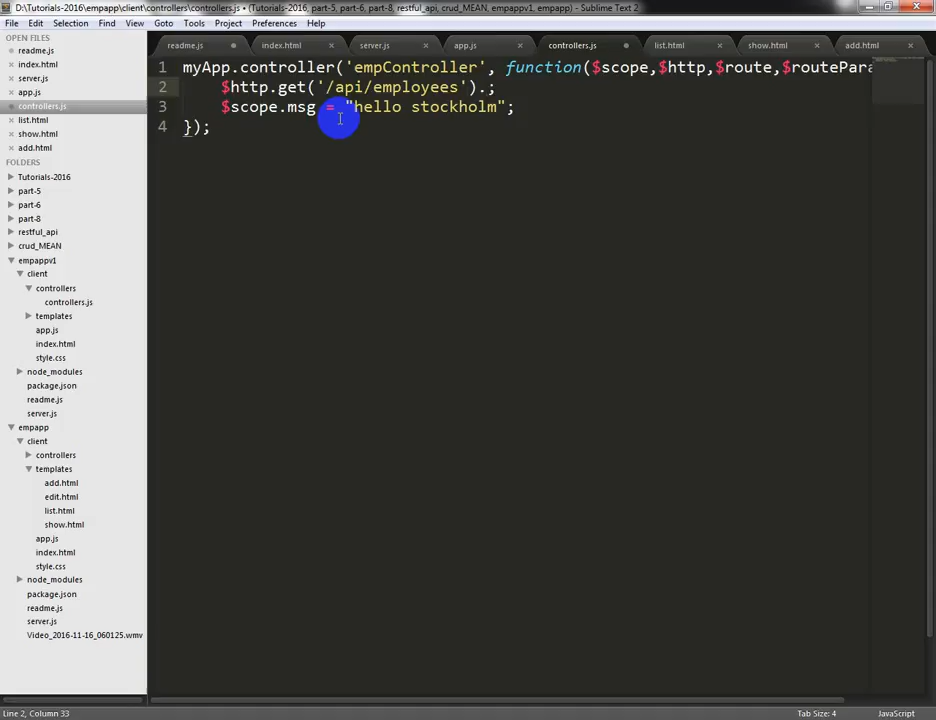 D:\Tutorials-2016\empapp\client\controllers\controllers.js • (Tutorials-2016, part-5, part-6, part-8, restful_api, crud_MEAN, empappv1, empapp) - Sublime Text 2
File Edit Selection Find View Goto Tools Project Preferences Help
OPEN FILES
readme.js
index.html
server.js
app.js
controllers.js
list.html
show.html
add.html
FOLDERS
Tutorials-2016
part-5
part-6
part-8
restful_api
crud_MEAN
empappv1
client
controllers
controllers.js
templates
app.js
index.html
style.css
node_modules
package.json
readme.js
server.js
empapp
client
controllers
templates
add.html
edit.html
list.html
show.html
app.js
index.html
style.css
node_modules
package.json
readme.js
server.js
Video_2016-11-16_060125.wmv
readme.js index.html server.js app.js controllers.js list.html show.html add.html
1 myApp.controller('empController', function($scope,$http,$route,$routePara
2 $http.get('/api/employees').;
3 $scope.msg = "hello stockholm";
4 });
Line 2, Column 33 Tab Size: 4 JavaScript